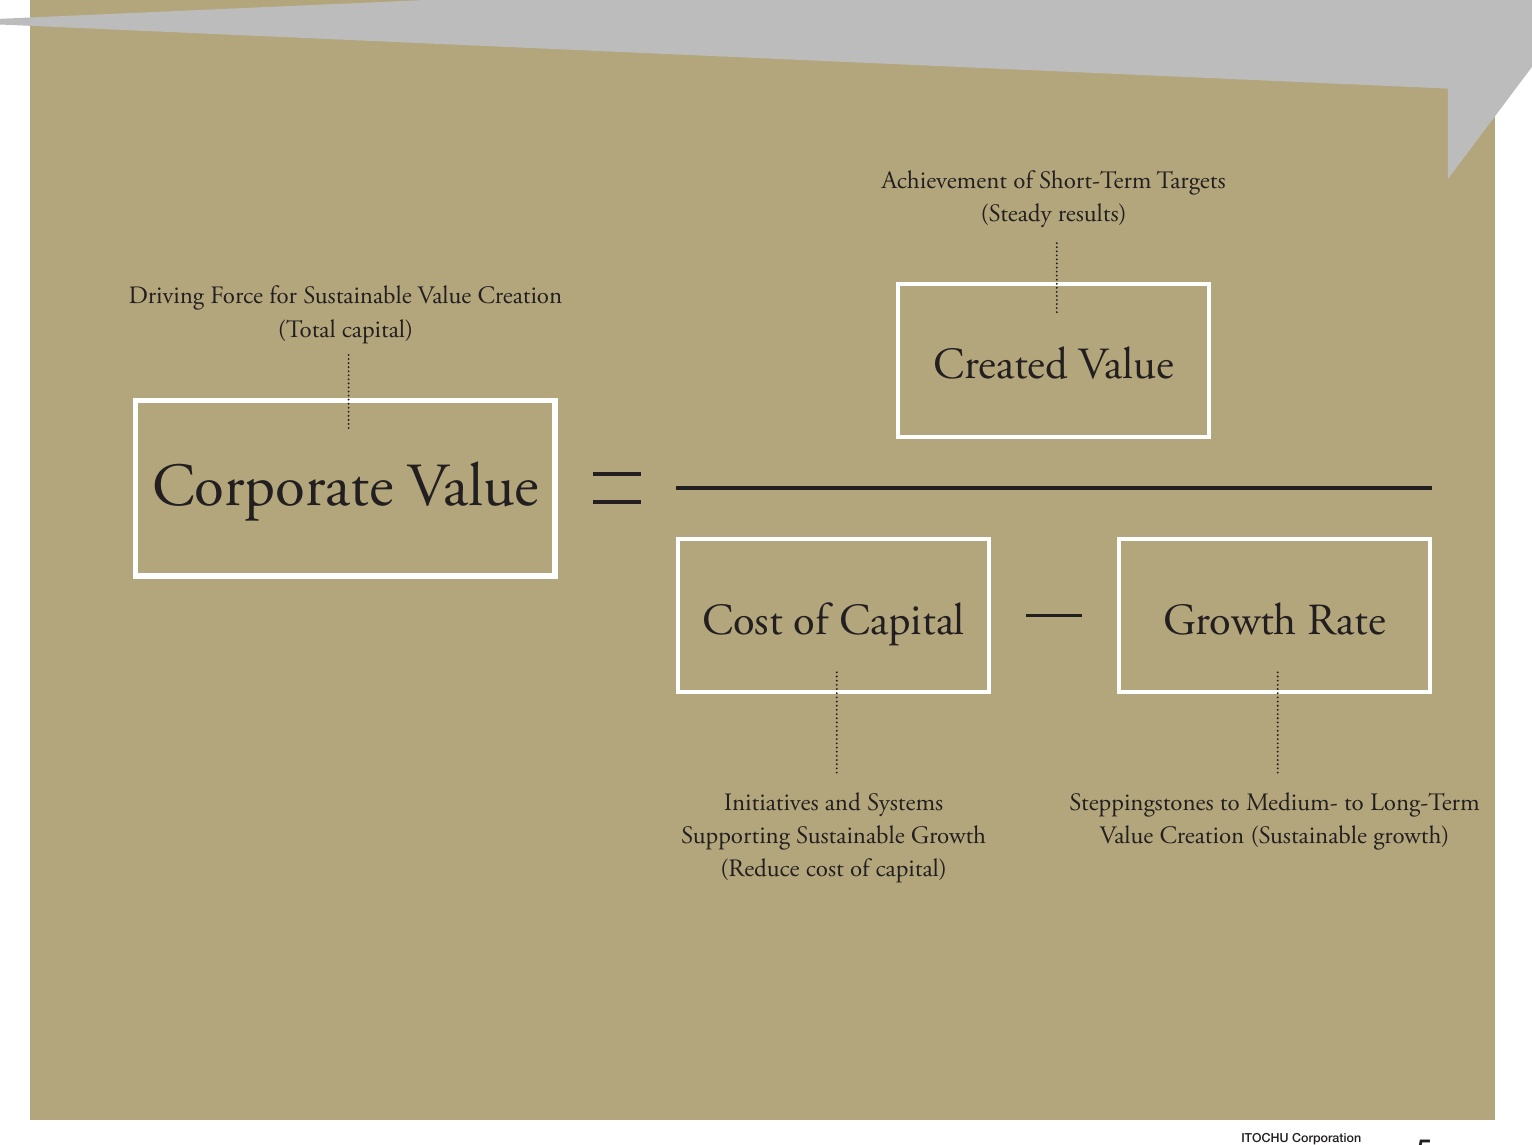 Achievement of Short-Term Targets
(Steady results)
Driving Force for Sustainable Value Creation
(Total capital)
Created Value
Corporate Value
=
Cost of Capital
—
Growth Rate
Initiatives and Systems
Supporting Sustainable Growth
(Reduce cost of capital)
Steppingstones to Medium- to Long-Term
Value Creation (Sustainable growth)
ITOCHU Corporation